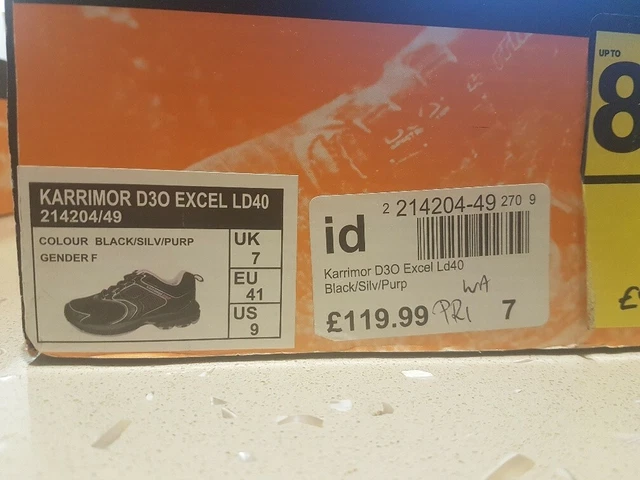 KARRIMOR D3O EXCEL LD40
214204/49
COLOUR BLACK/SILV/PURP
GENDER F
UK
7
EU
41
US
9
id
2 214204-49 270 9
Karrimor D3O Excel Ld40
Black/Silv/Purp
WA
£119.99 PRI 7
UP TO
8
£